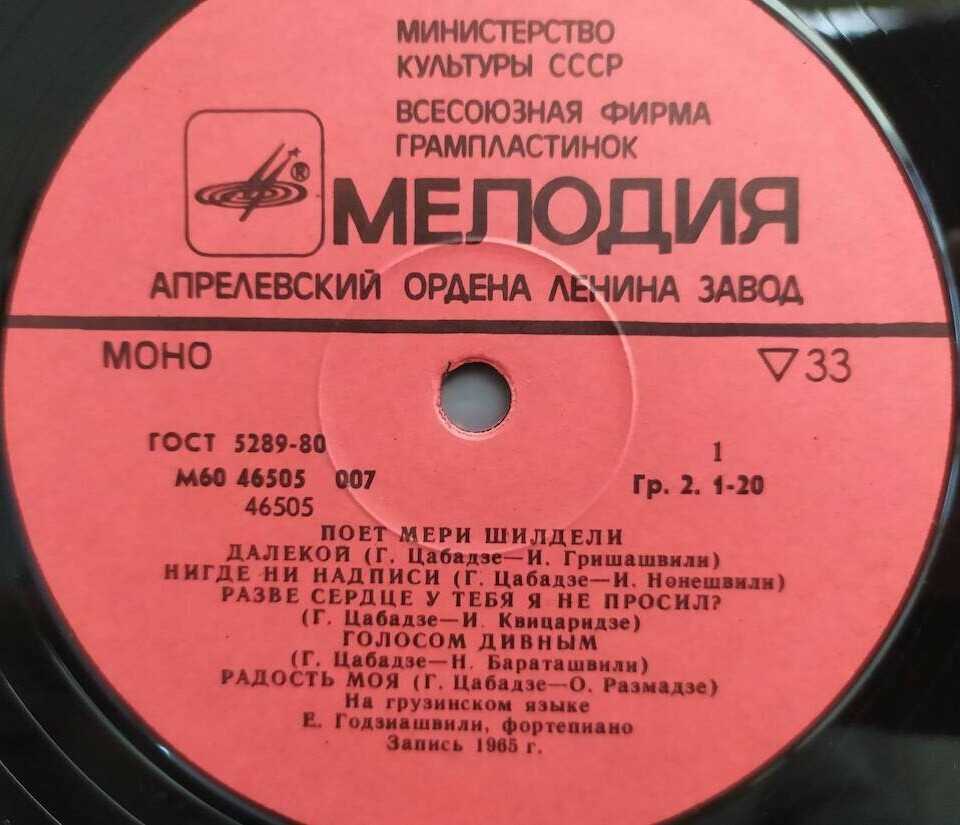 МИНИСТЕРСТВО
КУЛЬТУРЫ СССР
ВСЕСОЮЗНАЯ ФИРМА
ГРАМПЛАСТИНОК
®
МЕЛОДИЯ
АПРЕЛЕВСКИЙ ОРДЕНА ЛЕНИНА ЗАВОД
МОНО ▽33
ГОСТ 5289-80 1
М60 46505 007 Гр. 2. 1-20
46505
ПОЕТ МЕРИ ШИЛДЕЛИ
ДАЛЕКОЙ (Г. Цабадзе—И. Гришашвили)
НИГДЕ НИ НАДПИСИ (Г. Цабадзе—И. Нонешвили)
РАЗВЕ СЕРДЦЕ У ТЕБЯ Я НЕ ПРОСИЛ?
(Г. Цабадзе—И. Квицаридзе)
ГОЛОСОМ ДИВНЫМ
(Г. Цабадзе—Н. Бараташвили)
РАДОСТЬ МОЯ (Г. Цабадзе—О. Размадзе)
На грузинском языке
Е. Годзиашвили, фортепиано
Запись 1965 г.